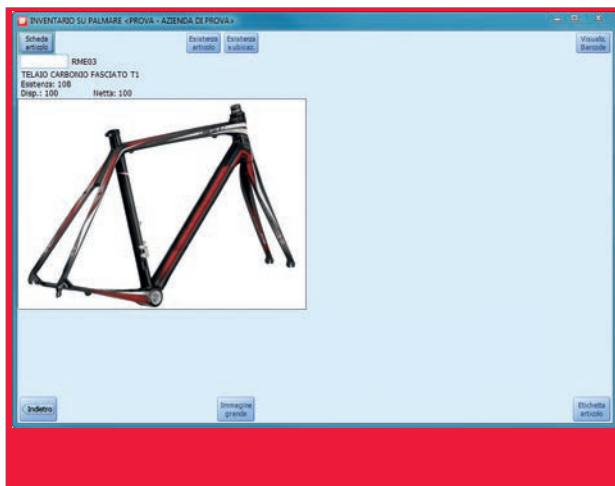 INVENTARIO SU PALMARE <PROVA - AZIENDA DI PROVA>
Scheda articolo
Esistenza articolo
Esistenza x ubicaz.
Visualiz. Barcode
RME03
TELAIO CARBONIO FASCIATO T1
Esistenza: 108
Disp.: 100 Netta: 100
Indietro
Immagine grande
Etichetta articolo